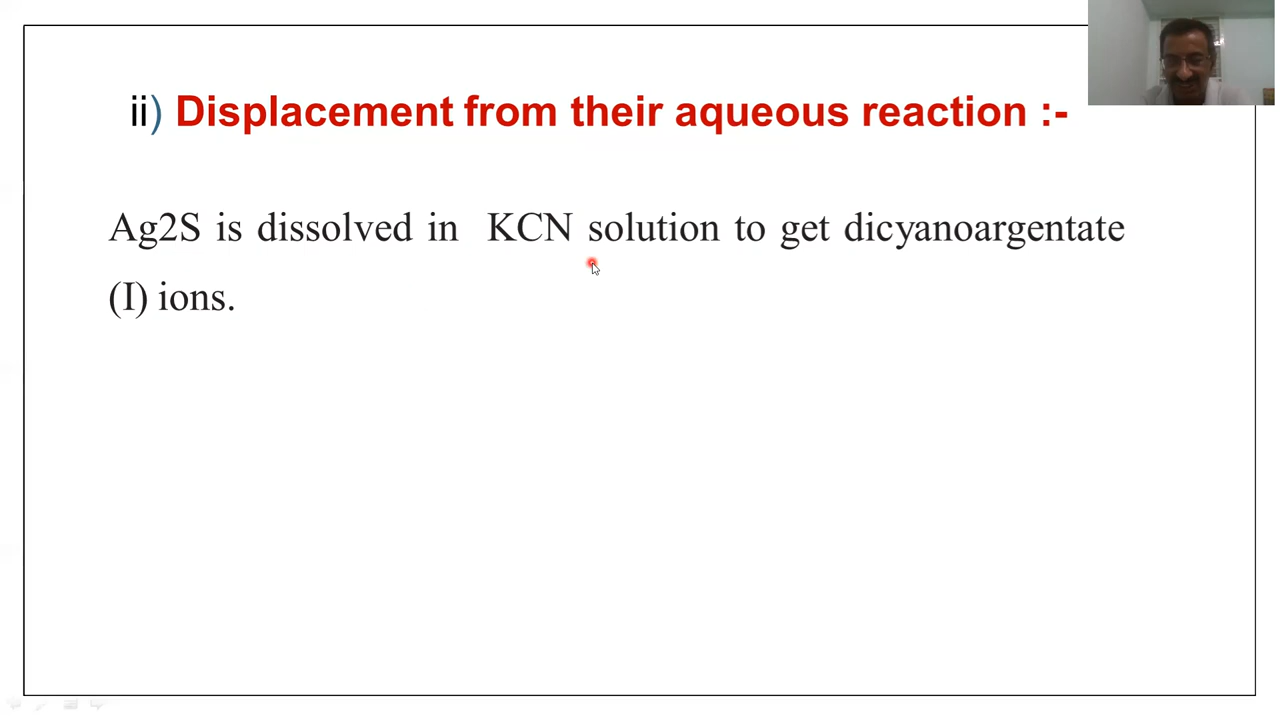 ii) Displacement from their aqueous reaction :-
Ag2S is dissolved in KCN solution to get dicyanoargentate
(I) ions.